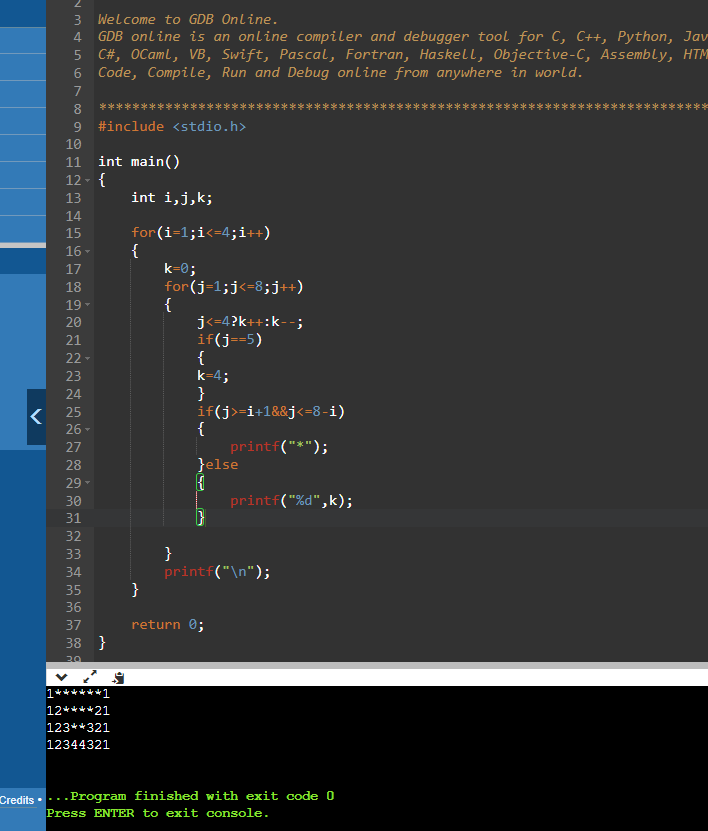 2
3 Welcome to GDB Online.
4 GDB online is an online compiler and debugger tool for C, C++, Python, Jav
5 C#, OCaml, VB, Swift, Pascal, Fortran, Haskell, Objective-C, Assembly, HTM
6 Code, Compile, Run and Debug online from anywhere in world.
7
8 **************************************************************************
9 #include <stdio.h>
10
11 int main()
12 {
13     int i,j,k;
14
15     for(i=1;i<=4;i++)
16     {
17         k=0;
18         for(j=1;j<=8;j++)
19         {
20             j<=4?k++:k--;
21             if(j==5)
22             {
23             k=4;
24             }
25             if(j>=i+1&&j<=8-i)
26             {
27                 printf("*");
28             }else
29             {
30                 printf("%d",k);
31             }
32
33         }
34         printf("\n");
35     }
36
37     return 0;
38 }
39
1******1
12****21
123**321
12344321
...Program finished with exit code 0
Credits •
Press ENTER to exit console.